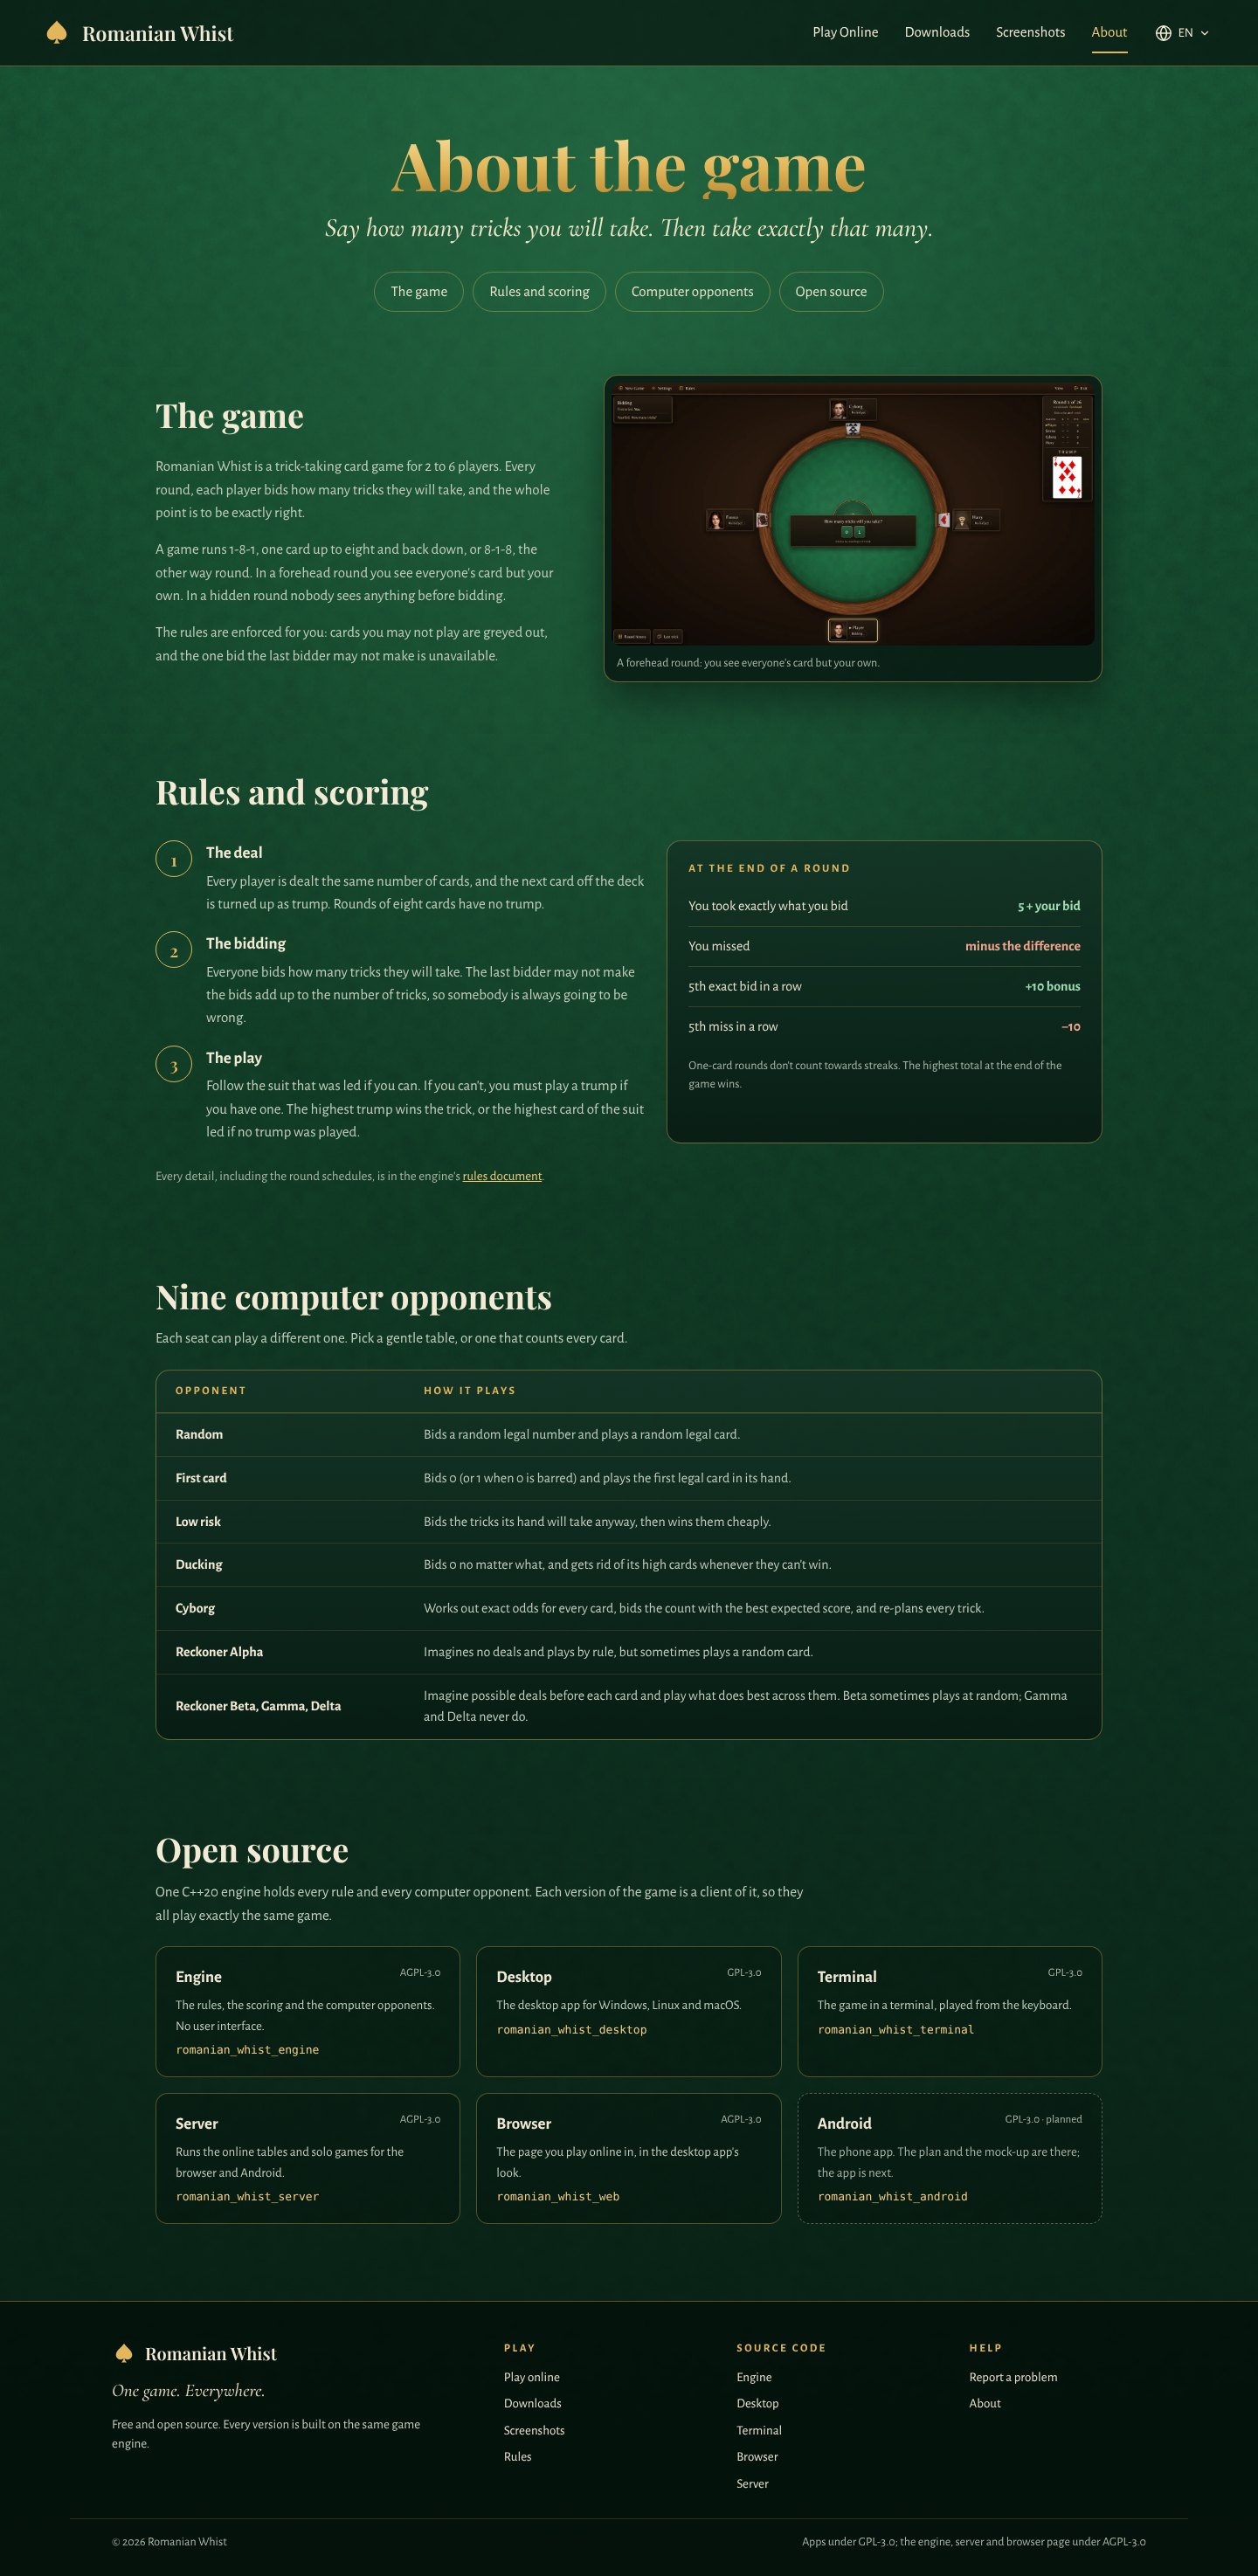 Romanian Whist
Play Online
Downloads
Screenshots
About
EN
About the game
Say how many tricks you will take. Then take exactly that many.
The game
Rules and scoring
Computer opponents
Open source
The game
Romanian Whist is a trick-taking card game for 2 to 6 players. Every
round, each player bids how many tricks they will take, and the whole
point is to be exactly right.
A game runs 1-8-1, one card up to eight and back down, or 8-1-8, the
other way round. In a forehead round you see everyone's card but your
own. In a hidden round nobody sees anything before bidding.
The rules are enforced for you: cards you may not play are greyed out,
and the one bid the last bidder may not make is unavailable.
How many tricks will you take?
A forehead round: you see everyone's card but your own.
Rules and scoring
1
The deal
Every player is dealt the same number of cards, and the next card off the deck
is turned up as trump. Rounds of eight cards have no trump.
2
The bidding
Everyone bids how many tricks they will take. The last bidder may not make
the bids add up to the number of tricks, so somebody is always going to be
wrong.
3
The play
Follow the suit that was led if you can. If you can't, you must play a trump if
you have one. The highest trump wins the trick, or the highest card of the suit
led if no trump was played.
AT THE END OF A ROUND
You took exactly what you bid 5 + your bid
You missed minus the difference
5th exact bid in a row +10 bonus
5th miss in a row −10
One-card rounds don't count towards streaks. The highest total at the end of the
game wins.
Every detail, including the round schedules, is in the engine's rules document.
Nine computer opponents
Each seat can play a different one. Pick a gentle table, or one that counts every card.
OPPONENT HOW IT PLAYS
Random Bids a random legal number and plays a random legal card.
First card Bids 0 (or 1 when 0 is barred) and plays the first legal card in its hand.
Low risk Bids the tricks its hand will take anyway, then wins them cheaply.
Ducking Bids 0 no matter what, and gets rid of its high cards whenever they can't win.
Cyborg Works out exact odds for every card, bids the count with the best expected score, and re-plans every trick.
Reckoner Alpha Imagines no deals and plays by rule, but sometimes plays a random card.
Reckoner Beta, Gamma, Delta Imagine possible deals before each card and play what does best across them. Beta sometimes plays at random; Gamma
and Delta never do.
Open source
One C++20 engine holds every rule and every computer opponent. Each version of the game is a client of it, so they
all play exactly the same game.
Engine AGPL-3.0
The rules, the scoring and the computer opponents.
No user interface.
romanian_whist_engine
Desktop GPL-3.0
The desktop app for Windows, Linux and macOS.
romanian_whist_desktop
Terminal GPL-3.0
The game in a terminal, played from the keyboard.
romanian_whist_terminal
Server AGPL-3.0
Runs the online tables and solo games for the
browser and Android.
romanian_whist_server
Browser AGPL-3.0
The page you play online in, in the desktop app's
look.
romanian_whist_web
Android GPL-3.0 · planned
The phone app. The plan and the mock-up are there;
the app is next.
romanian_whist_android
Romanian Whist
One game. Everywhere.
Free and open source. Every version is built on the same game
engine.
PLAY
Play online
Downloads
Screenshots
Rules
SOURCE CODE
Engine
Desktop
Terminal
Browser
Server
HELP
Report a problem
About
© 2026 Romanian Whist
Apps under GPL-3.0; the engine, server and browser page under AGPL-3.0